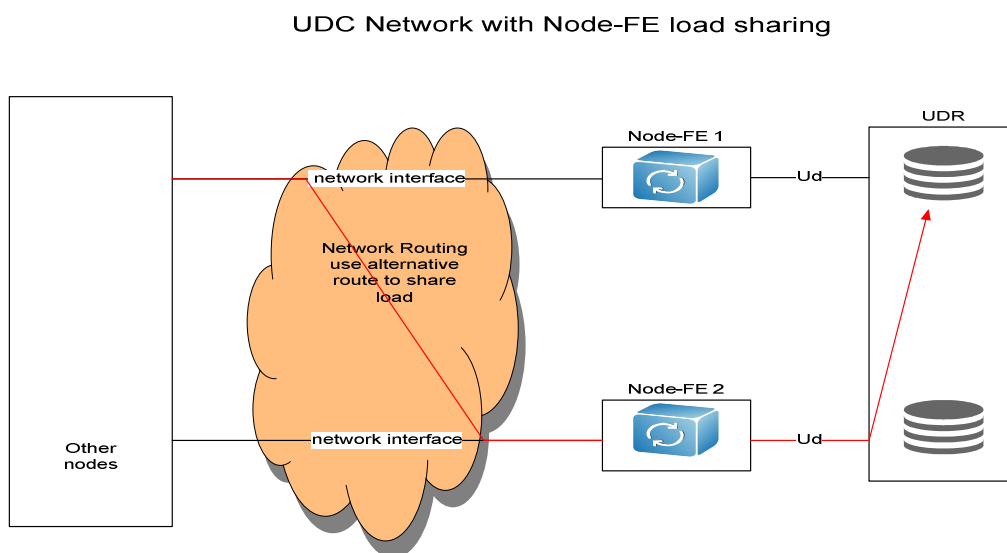 UDC Network with Node-FE load sharing
UDR
Node-FE 1
network interface
Ud
Network Routing
use alternative
route to share
load
Node-FE 2
network interface
Ud
Other
nodes